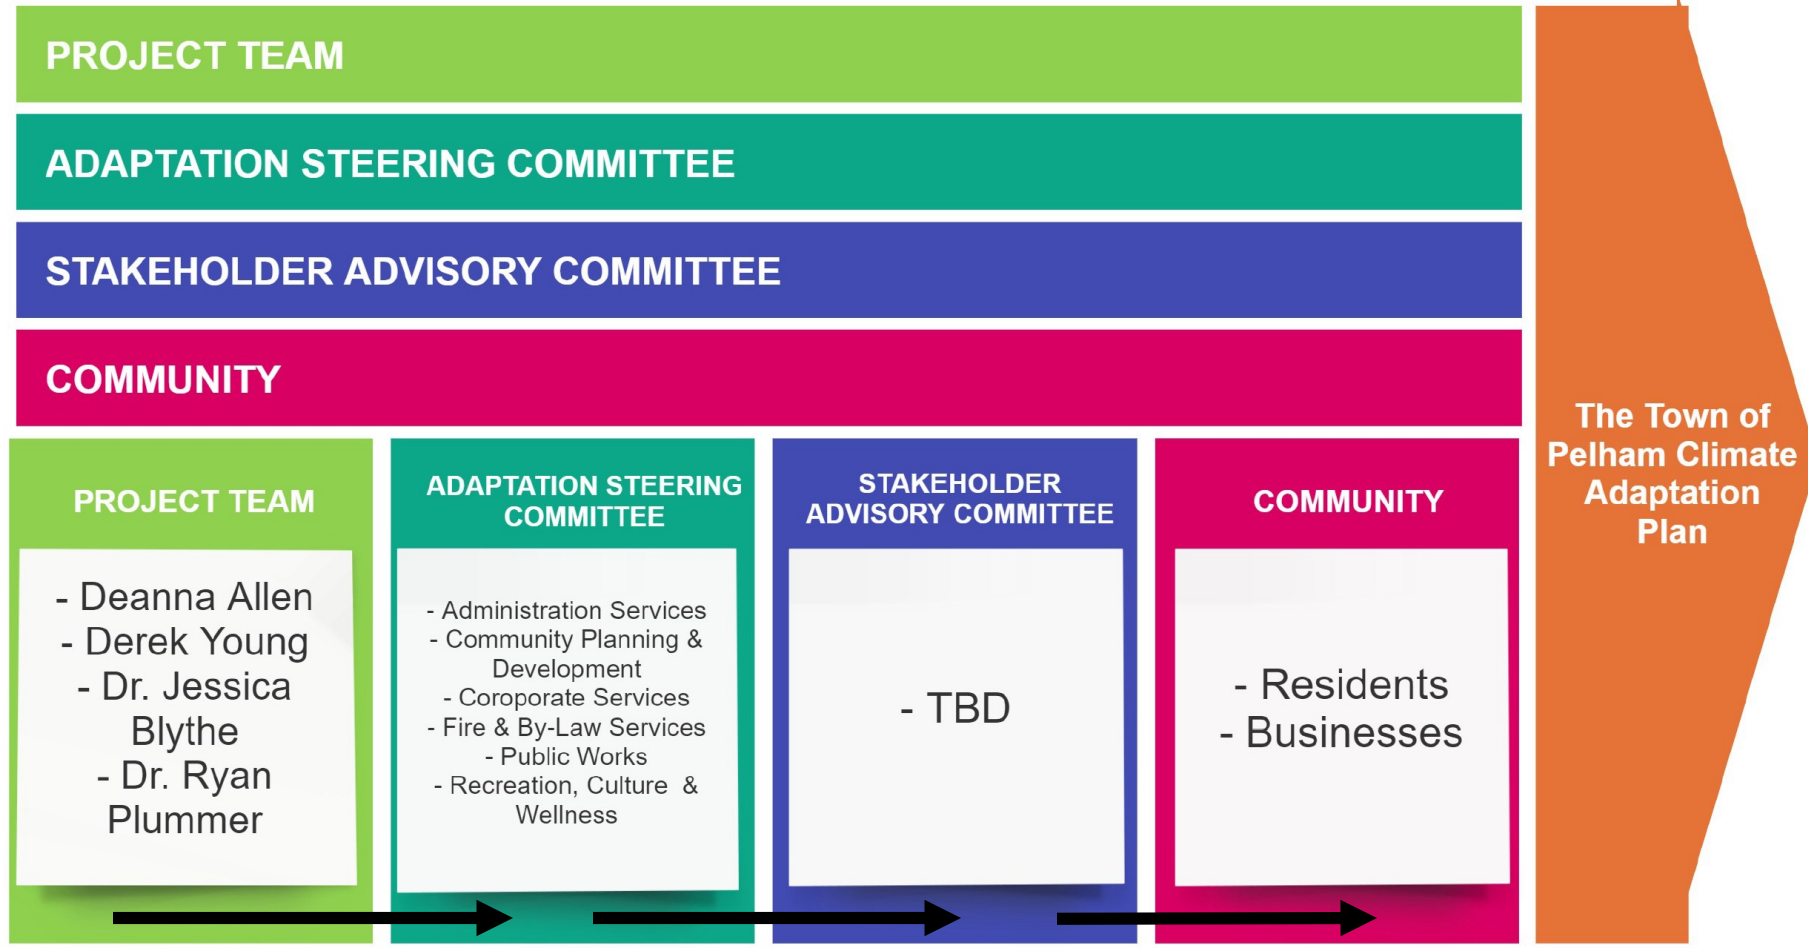 PROJECT TEAM
ADAPTATION STEERING COMMITTEE
STAKEHOLDER ADVISORY COMMITTEE
COMMUNITY
PROJECT TEAM
- Deanna Allen
- Derek Young
- Dr. Jessica
Blythe
- Dr. Ryan
Plummer
ADAPTATION STEERING
COMMITTEE
- Administration Services
- Community Planning &
Development
- Coroporate Services
- Fire & By-Law Services
- Public Works
- Recreation, Culture &
Wellness
STAKEHOLDER
ADVISORY COMMITTEE
- TBD
COMMUNITY
- Residents
- Businesses
The Town of
Pelham Climate
Adaptation
Plan